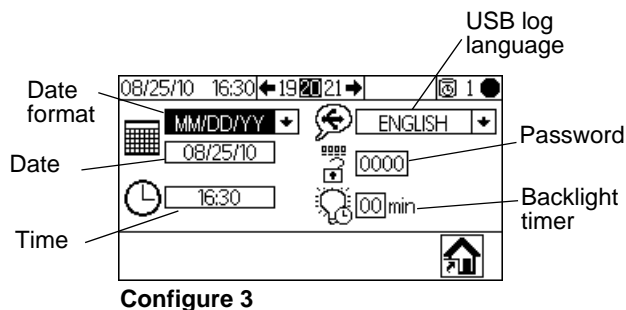 USB log
language
Date
format
08/25/10 16:30 19 20 21 1
MM/DD/YY ENGLISH
Password
Date
08/25/10
0000
16:30
00 min
Backlight
timer
Time
Configure 3